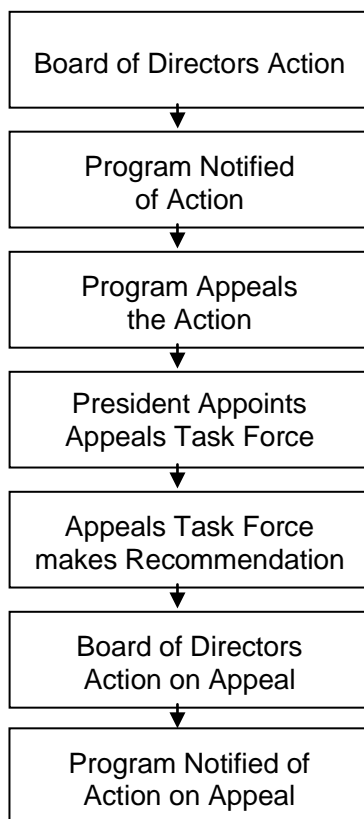 Board of Directors Action
Program Notified
of Action
Program Appeals
the Action
President Appoints
Appeals Task Force
Appeals Task Force
makes Recommendation
Board of Directors
Action on Appeal
Program Notified of
Action on Appeal